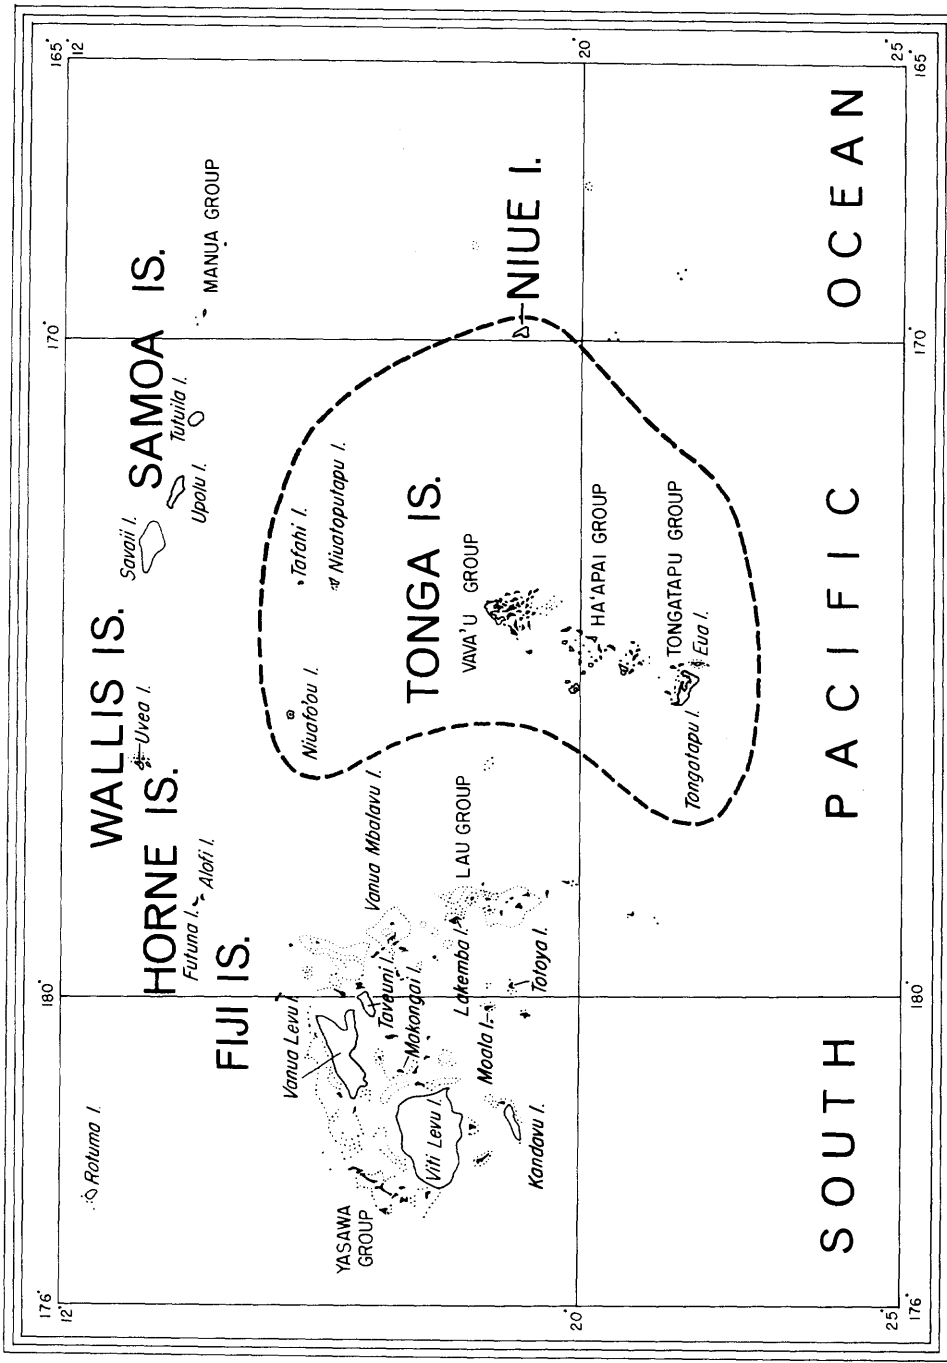 176°
180°
170°
165°
12°
12°
Rotuma I.
WALLIS IS.
Uvea I.
HORNE IS.
Futuna I.
Alofi I.
SAMOA IS.
Savaii I.
Upolu I.
Tutuila I.
MANUA GROUP
FIJI IS.
Vanua Levu I.
Taveuni I.
Makongai I.
YASAWA
GROUP
Viti Levu I.
Kandavu I.
Moala I.
Totoya I.
Lakemba I.
LAU GROUP
Vanua Mbalavu I.
Niuafo'ou I.
Tafahi I.
Niuatoputapu I.
TONGA IS.
VAVA'U GROUP
HA'APAI GROUP
TONGATAPU GROUP
Eua I.
Tongatapu I.
NIUE I.
20°
20°
SOUTH PACIFIC OCEAN
25°
25°
176°
180°
170°
165°